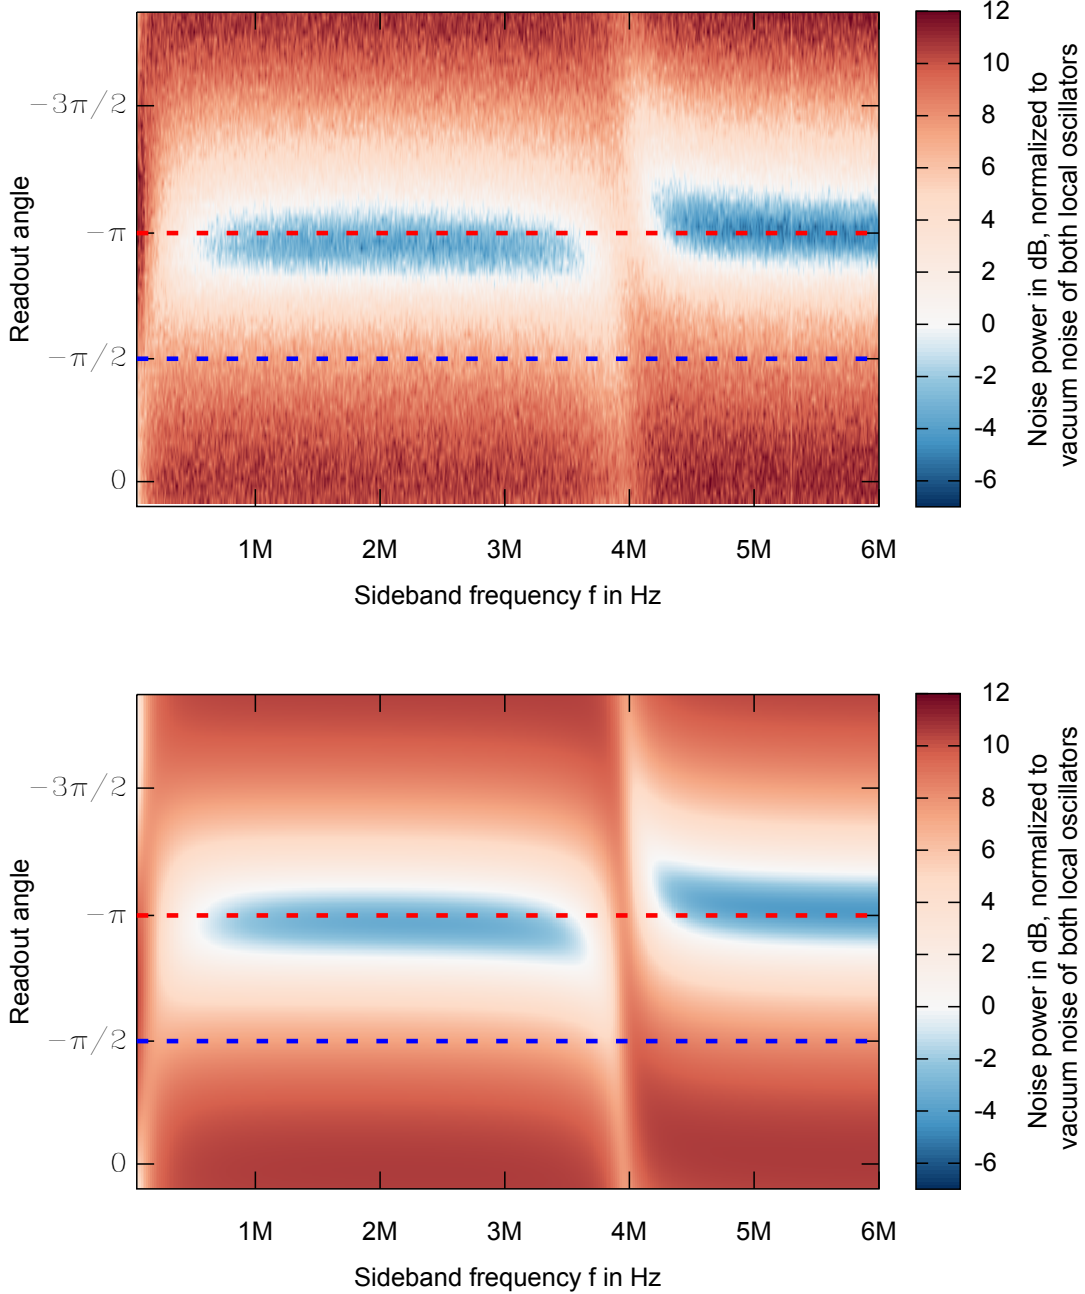 12
10
8
6
4
2
0
-2
-4
-6
Noise power in dB, normalized to
vacuum noise of both local oscillators
Readout angle
−3π/2
−π
−π/2
0
1M 2M 3M 4M 5M 6M
Sideband frequency f in Hz
12
10
8
6
4
2
0
-2
-4
-6
Noise power in dB, normalized to
vacuum noise of both local oscillators
Readout angle
−3π/2
−π
−π/2
0
1M 2M 3M 4M 5M 6M
Sideband frequency f in Hz